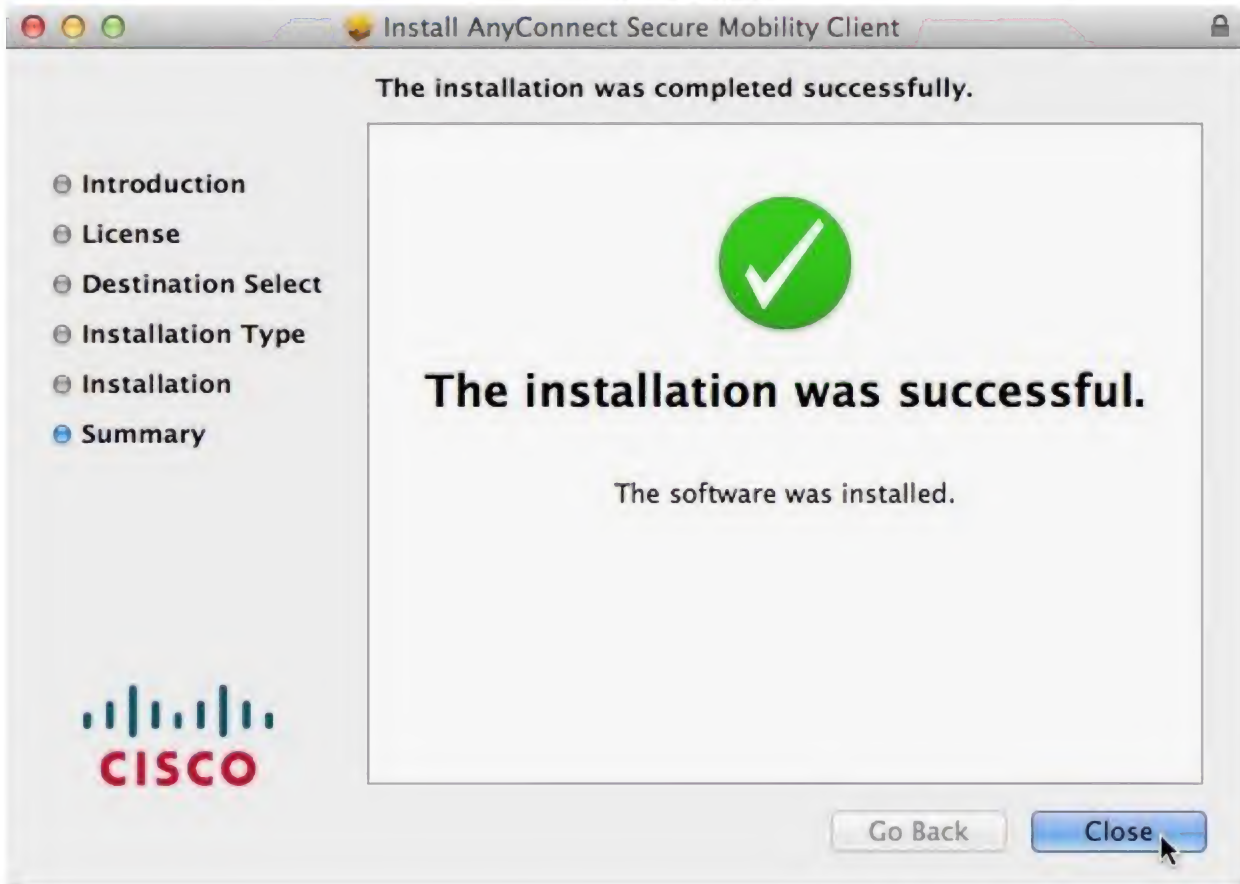 Install AnyConnect Secure Mobility Client
The installation was completed successfully.
Introduction
License
Destination Select
Installation Type
Installation
Summary
The installation was successful.
The software was installed.
CISCO
Go Back
Close